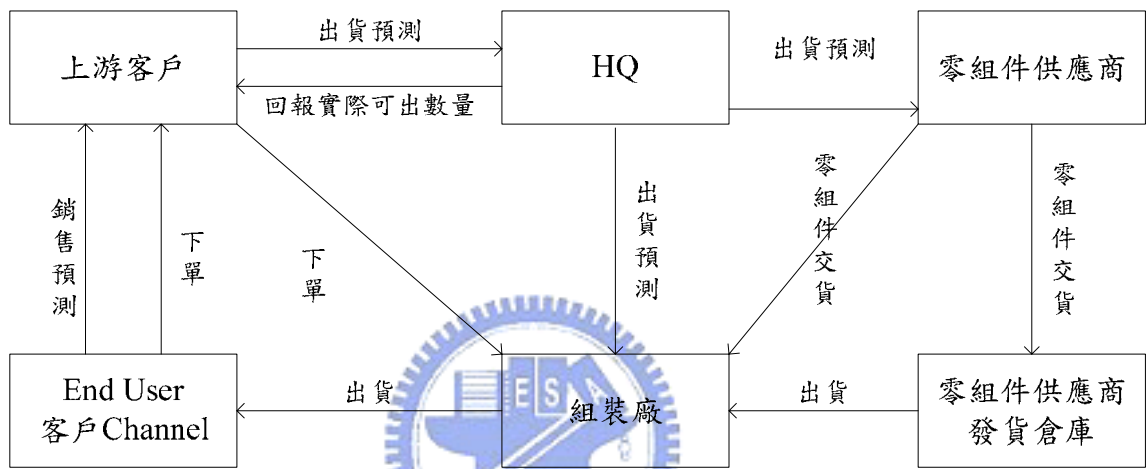 上游客戶
出貨預測
回報實際可出數量
HQ
出貨預測
零組件供應商
銷售預測
下單
下單
出貨預測
零組件交貨
零組件交貨
End User
客戶Channel
出貨
ESA
組裝廠
出貨
零組件供應商
發貨倉庫